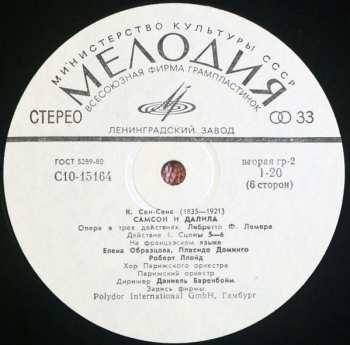 МИНИСТЕРСТВО КУЛЬТУРЫ СССР
МЕЛОДИЯ
ВСЕСОЮЗНАЯ ФИРМА ГРАМПЛАСТИНОК
СТЕРЕО
33
ЛЕНИНГРАДСКИЙ ЗАВОД
ГОСТ 5289-80
С10-15164
вторая гр-2
1-20
(6 сторон)
К. Сен-Санс (1835—1921)
САМСОН И ДАЛИЛА
Опера в трех действиях. Либретто Ф. Лемера
Действие I. Сцены 5—6
На французском языке
Елена Образцова, Пласидо Доминго
Роберт Ллойд
Хор Парижского оркестра
Парижский оркестр
Дирижер Даниель Баренбойм
Запись фирмы
Polydor International GmbH, Гамбург